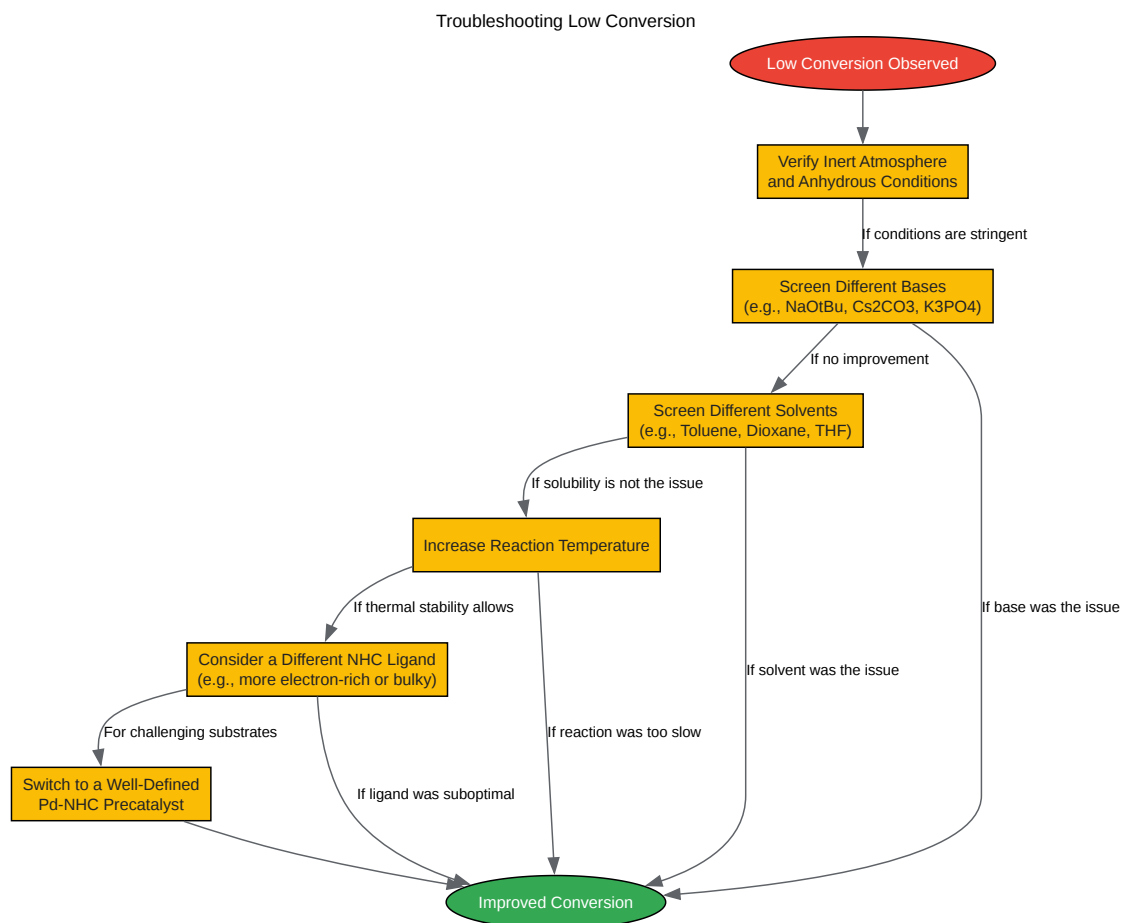 Troubleshooting Low Conversion
Low Conversion Observed
Verify Inert Atmosphere
and Anhydrous Conditions
If conditions are stringent
Screen Different Bases
(e.g., NaOtBu, Cs2CO3, K3PO4)
If no improvement
Screen Different Solvents
(e.g., Toluene, Dioxane, THF)
If solubility is not the issue
Increase Reaction Temperature
If thermal stability allows
If base was the issue
Consider a Different NHC Ligand
(e.g., more electron-rich or bulky)
If solvent was the issue
For challenging substrates
If reaction was too slow
Switch to a Well-Defined
Pd-NHC Precatalyst
If ligand was suboptimal
Improved Conversion